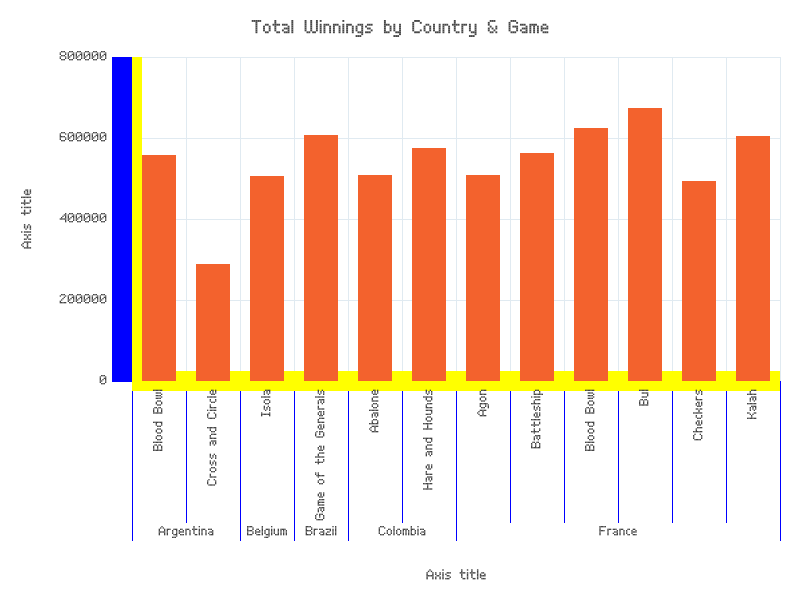 Total Winnings by Country & Game
Axis title
800000
600000
400000
200000
0
Blood Bowl
Cross and Circle
Isola
Game of the Generals
Abalone
Hare and Hounds
Agon
Battleship
Blood Bowl
Bul
Checkers
Kalah
Argentina
Belgium
Brazil
Colombia
France
Axis title